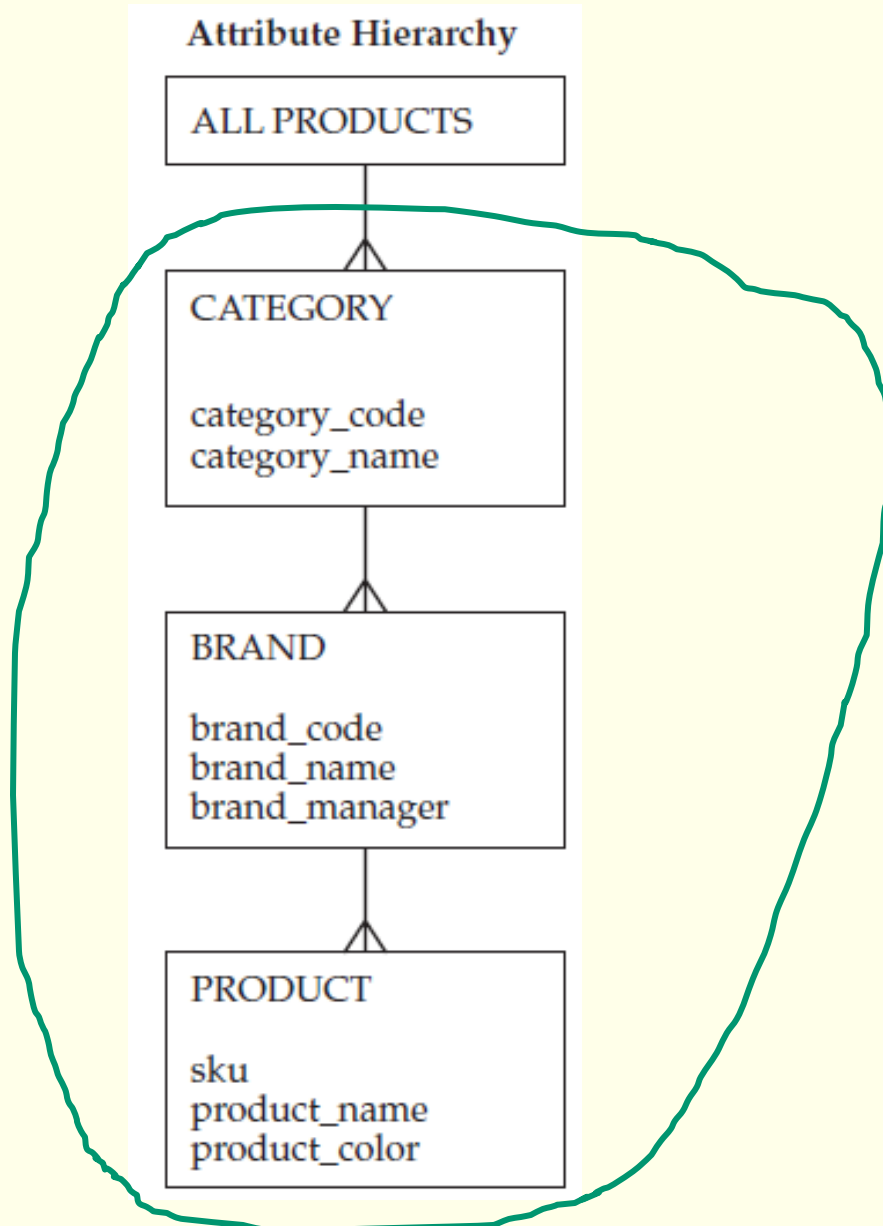 Attribute Hierarchy
ALL PRODUCTS
CATEGORY
category_code
category_name
BRAND
brand_code
brand_name
brand_manager
PRODUCT
sku
product_name
product_color